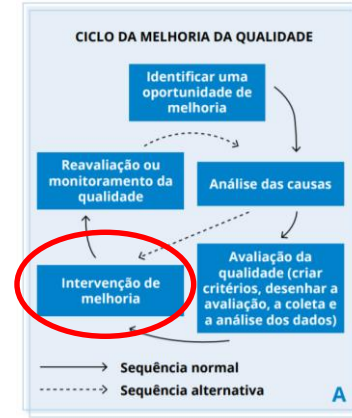 CICLO DA MELHORIA DA QUALIDADE
Identificar uma
oportunidade de
melhoria
Reavaliação ou
monitoramento da
qualidade
Análise das causas
Intervenção de
melhoria
Avaliação da
qualidade (criar
critérios, desenhar a
avaliação, a coleta e
a análise dos dados)
Sequência normal
Sequência alternativa
A